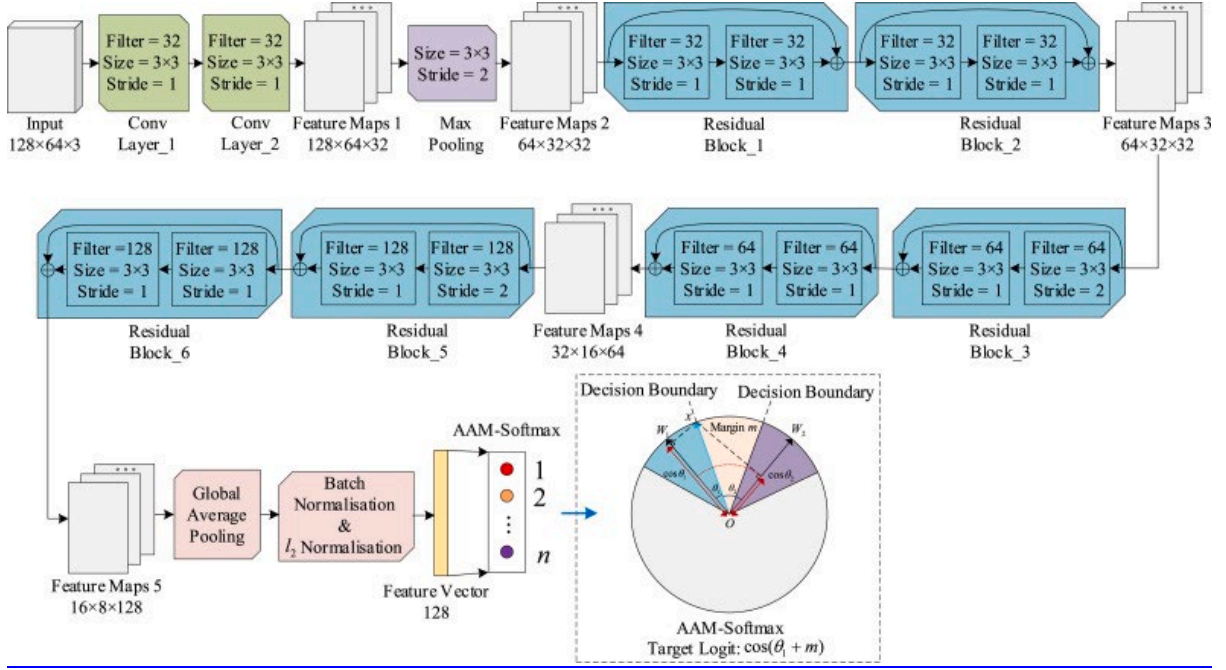 Input
128×64×3
Filter = 32
Size = 3×3
Stride = 1
Conv
Layer_1
Filter = 32
Size = 3×3
Stride = 1
Conv
Layer_2
Feature Maps 1
128×64×32
Size = 3×3
Stride = 2
Max
Pooling
Feature Maps 2
64×32×32
Filter = 32
Size = 3×3
Stride = 1
Filter = 32
Size = 3×3
Stride = 1
Residual
Block_1
Filter = 32
Size = 3×3
Stride = 1
Filter = 32
Size = 3×3
Stride = 1
Residual
Block_2
Feature Maps 3
64×32×32
Filter =128
Size = 3×3
Stride = 1
Filter =128
Size = 3×3
Stride = 1
Residual
Block_6
Filter =128
Size = 3×3
Stride = 1
Filter =128
Size = 3×3
Stride = 2
Residual
Block_5
Feature Maps 4
32×16×64
Filter = 64
Size = 3×3
Stride = 1
Filter = 64
Size = 3×3
Stride = 1
Residual
Block_4
Filter = 64
Size = 3×3
Stride = 1
Filter = 64
Size = 3×3
Stride = 2
Residual
Block_3
Feature Maps 5
16×8×128
Global
Average
Pooling
Batch
Normalisation
&
l₂ Normalisation
Feature Vector
128
AAM-Softmax
1
2
n
Decision Boundary
Decision Boundary
x
W₂
Margin m
cosθ₁
cosθ₂
O
AAM-Softmax
Target Logit: cos(θ₁ + m)